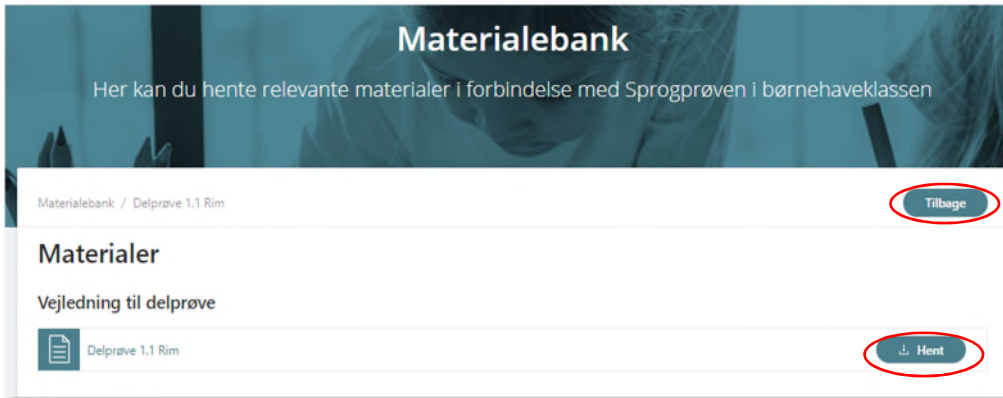 Materialebank
Her kan du hente relevante materialer i forbindelse med Sprogprøven i børnehaveklassen
Materialebank / Delprøve 1.1 Rim
Tilbage
Materialer
Vejledning til delprøve
Delprøve 1.1 Rim
Hent